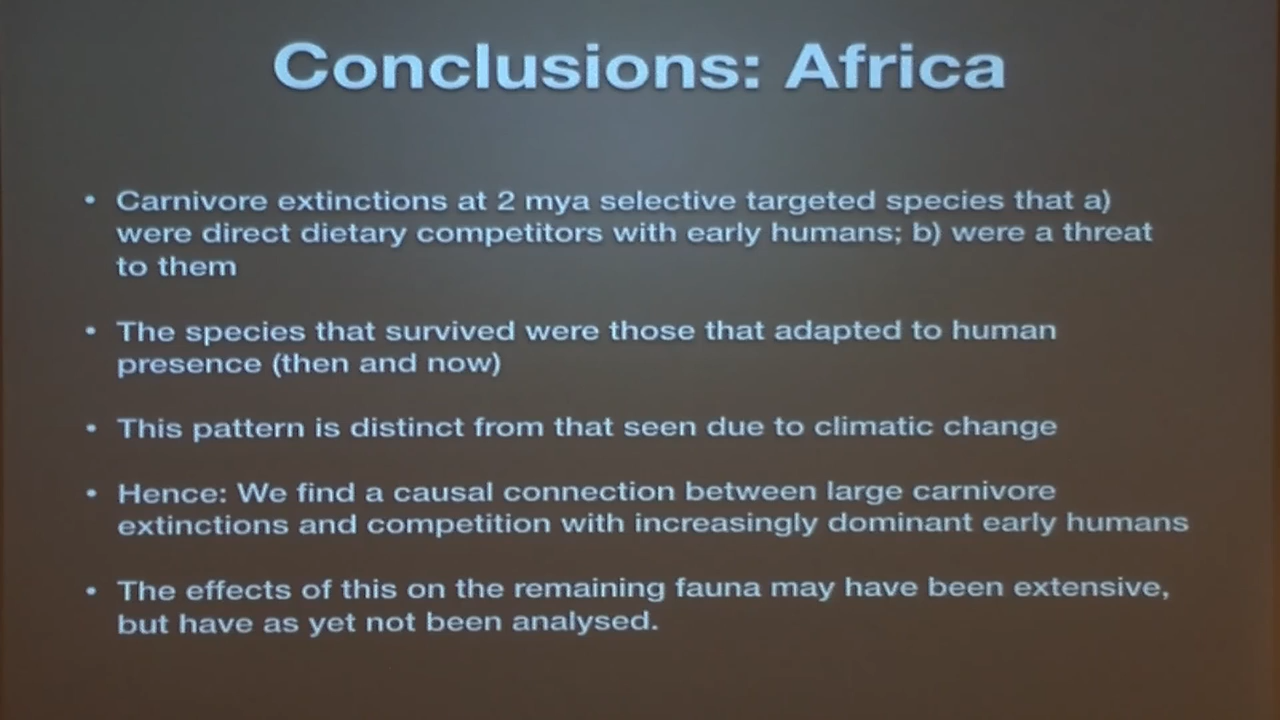 Conclusions: Africa
• Carnivore extinctions at 2 mya selective targeted species that a)
were direct dietary competitors with early humans; b) were a threat
to them
• The species that survived were those that adapted to human
presence (then and now)
• This pattern is distinct from that seen due to climatic change
• Hence: We find a causal connection between large carnivore
extinctions and competition with increasingly dominant early humans
• The effects of this on the remaining fauna may have been extensive,
but have as yet not been analysed.